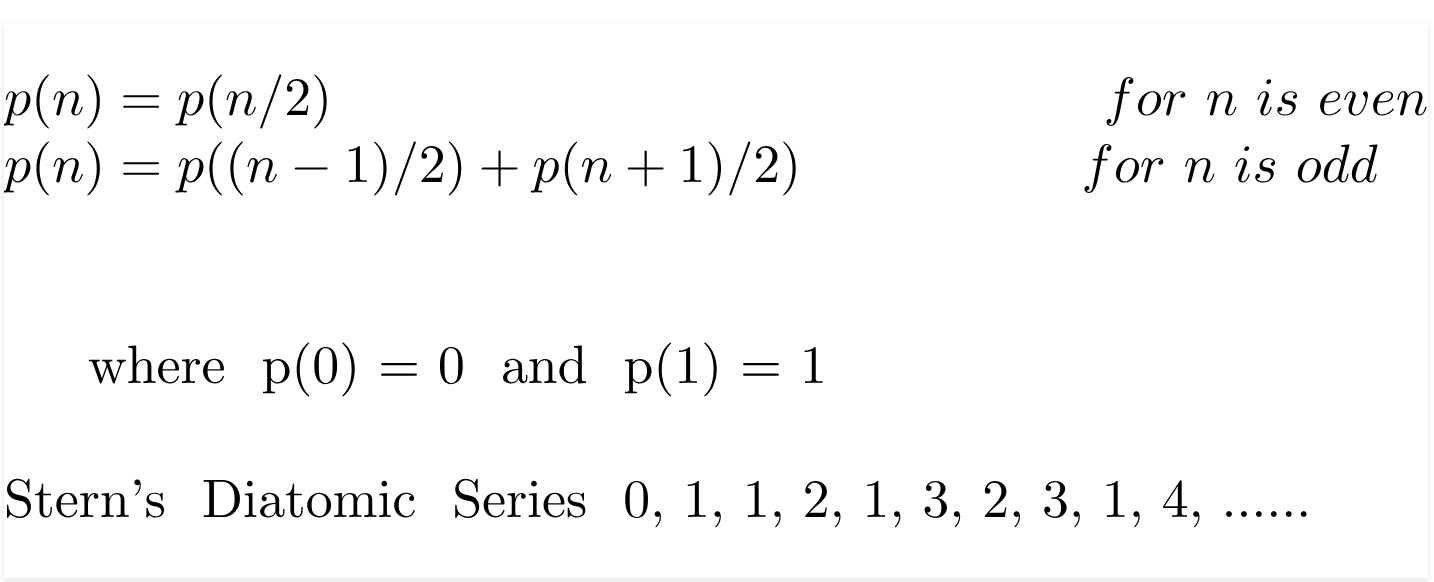 p(n) = p(n/2) for n is even
p(n) = p((n − 1)/2) + p(n + 1)/2) for n is odd
where p(0) = 0 and p(1) = 1
Stern's Diatomic Series 0, 1, 1, 2, 1, 3, 2, 3, 1, 4, ......